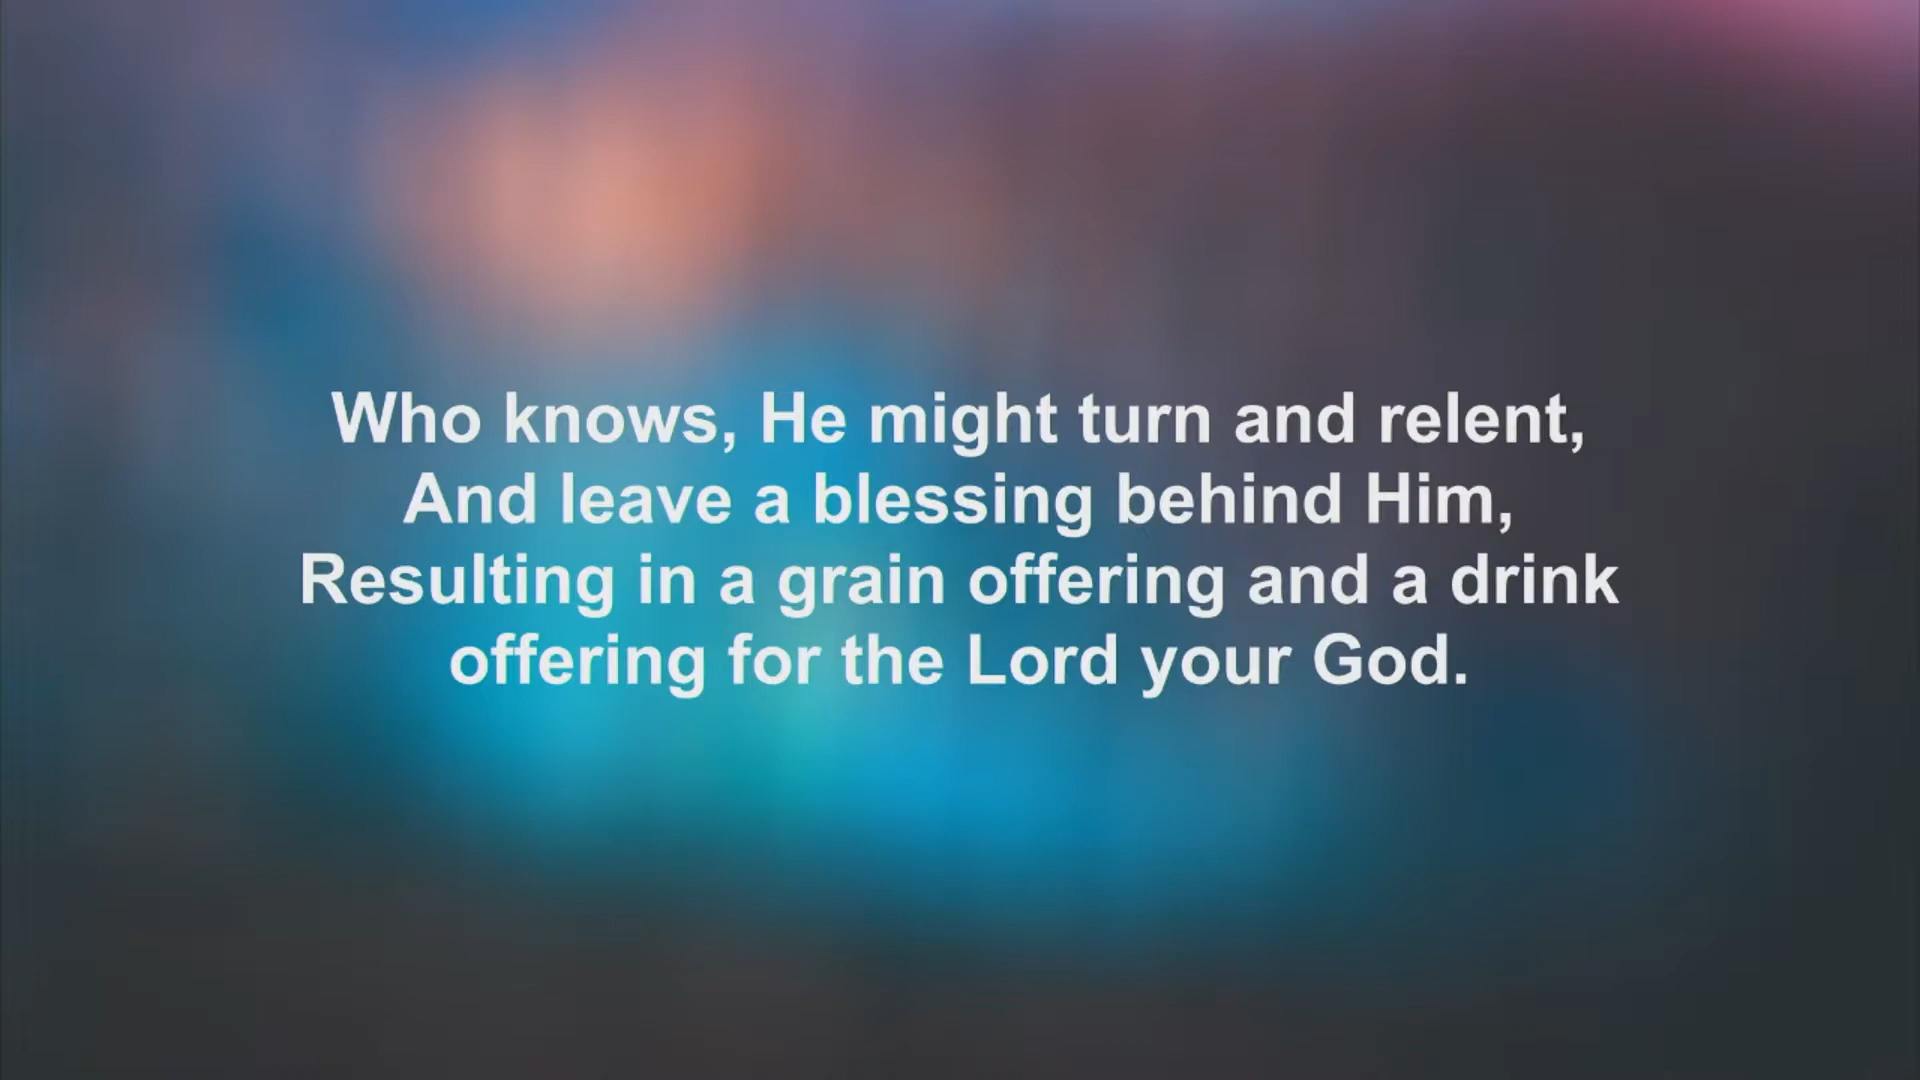 Who knows, He might turn and relent,
And leave a blessing behind Him,
Resulting in a grain offering and a drink
offering for the Lord your God.